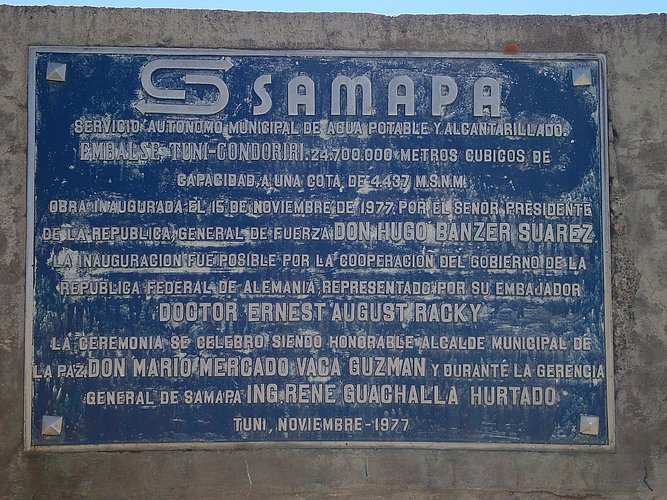 SAMAPA
SERVICIO AUTONOMO MUNICIPAL DE AGUA POTABLE Y ALCANTARILLADO.
EMBALSE TUNI-CONDORIRI. 24.700.000 METROS CUBICOS DE
CAPACIDAD, A UNA COTA DE 4.437 M.S.N.M.
OBRA INAUGURADA EL 15 DE NOVIEMBRE DE 1977 POR EL SEÑOR PRESIDENTE
DE LA REPUBLICA, GENERAL DE FUERZA DON HUGO BANZER SUAREZ
LA INAUGURACION FUE POSIBLE POR LA COOPERACION DEL GOBIERNO DE LA
REPUBLICA FEDERAL DE ALEMANIA, REPRESENTADO POR SU EMBAJADOR
DOCTOR ERNEST AUGUST RACKY
LA CEREMONIA SE CELEBRO SIENDO HONORABLE ALCALDE MUNICIPAL DE
LA PAZ, DON MARIO MERCADO VACA GUZMAN Y DURANTE LA GERENCIA
GENERAL DE SAMAPA ING. RENE GUACHALLA HURTADO
TUNI, NOVIEMBRE-1977